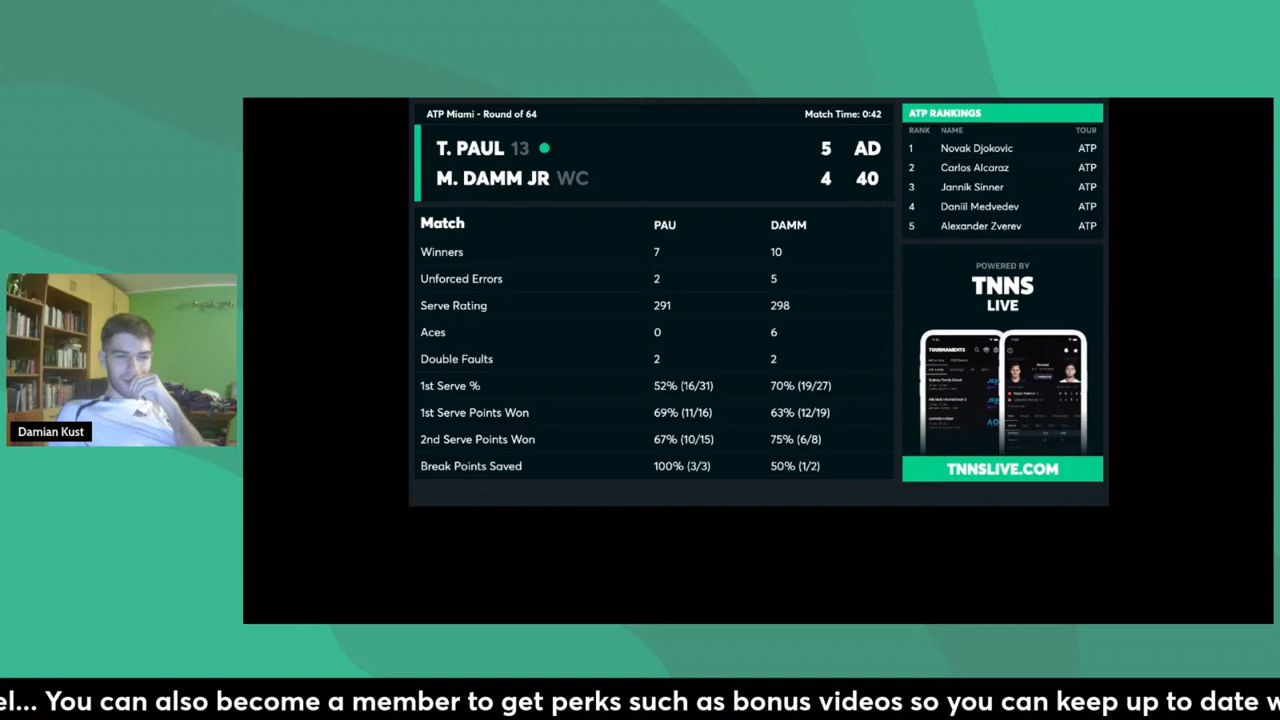 ATP Miami - Round of 64 Match Time: 0:42
T. PAUL 13 5 AD
M. DAMM JR WC 4 40
Match PAU DAMM
Winners 7 10
Unforced Errors 2 5
Serve Rating 291 298
Aces 0 6
Double Faults 2 2
1st Serve % 52% (16/31) 70% (19/27)
1st Serve Points Won 69% (11/16) 63% (12/19)
2nd Serve Points Won 67% (10/15) 75% (6/8)
Break Points Saved 100% (3/3) 50% (1/2)
ATP RANKINGS
RANK NAME TOUR
1 Novak Djokovic ATP
2 Carlos Alcaraz ATP
3 Jannik Sinner ATP
4 Daniil Medvedev ATP
5 Alexander Zverev ATP
POWERED BY
TNNS
LIVE
TOURNAMENTS
TNNSLIVE.COM
Damian Kust
el... You can also become a member to get perks such as bonus videos so you can keep up to date w